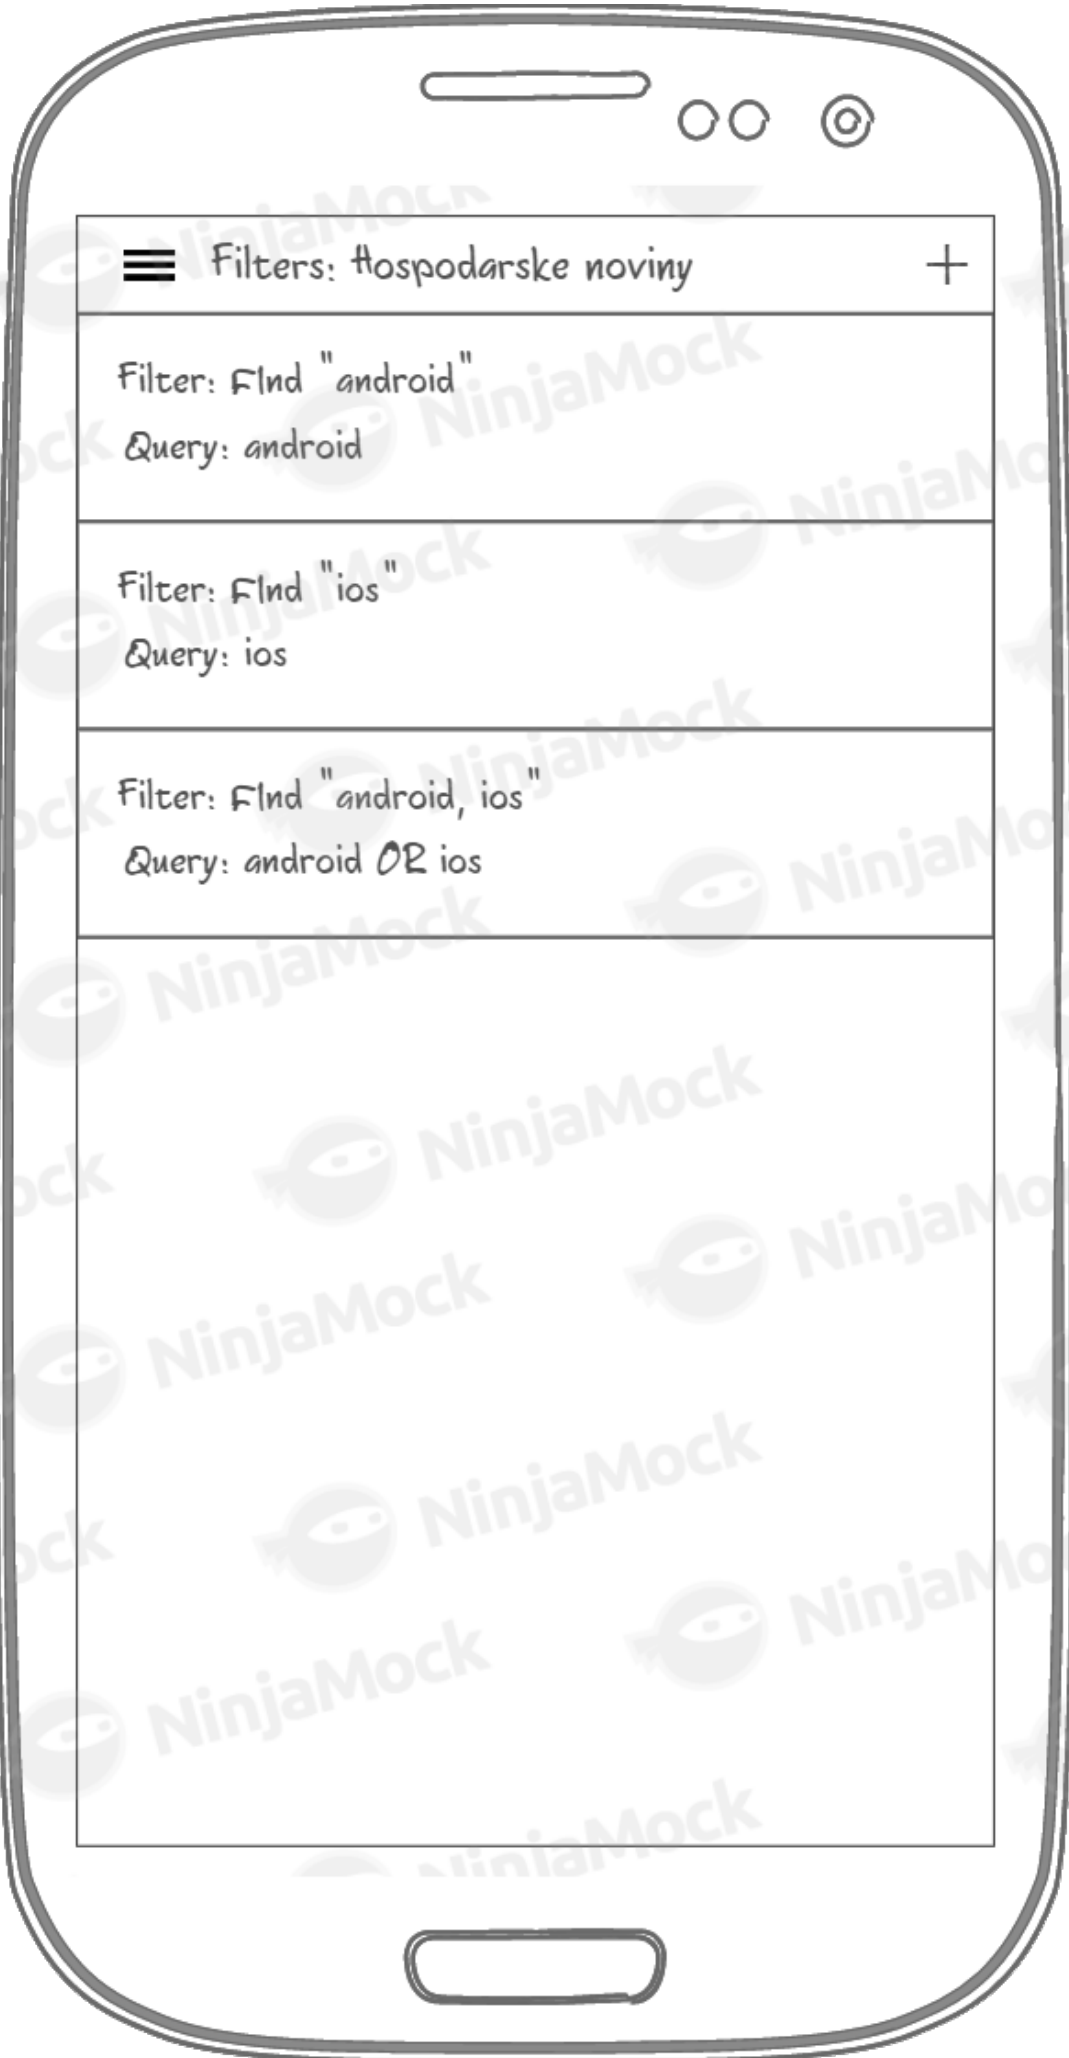 Filters: Hospodarske noviny
Filter: FInd "android"
Query: android
Filter: FInd "ios"
Query: ios
Filter: FInd "android, ios"
Query: android OR ios
NinjaMock